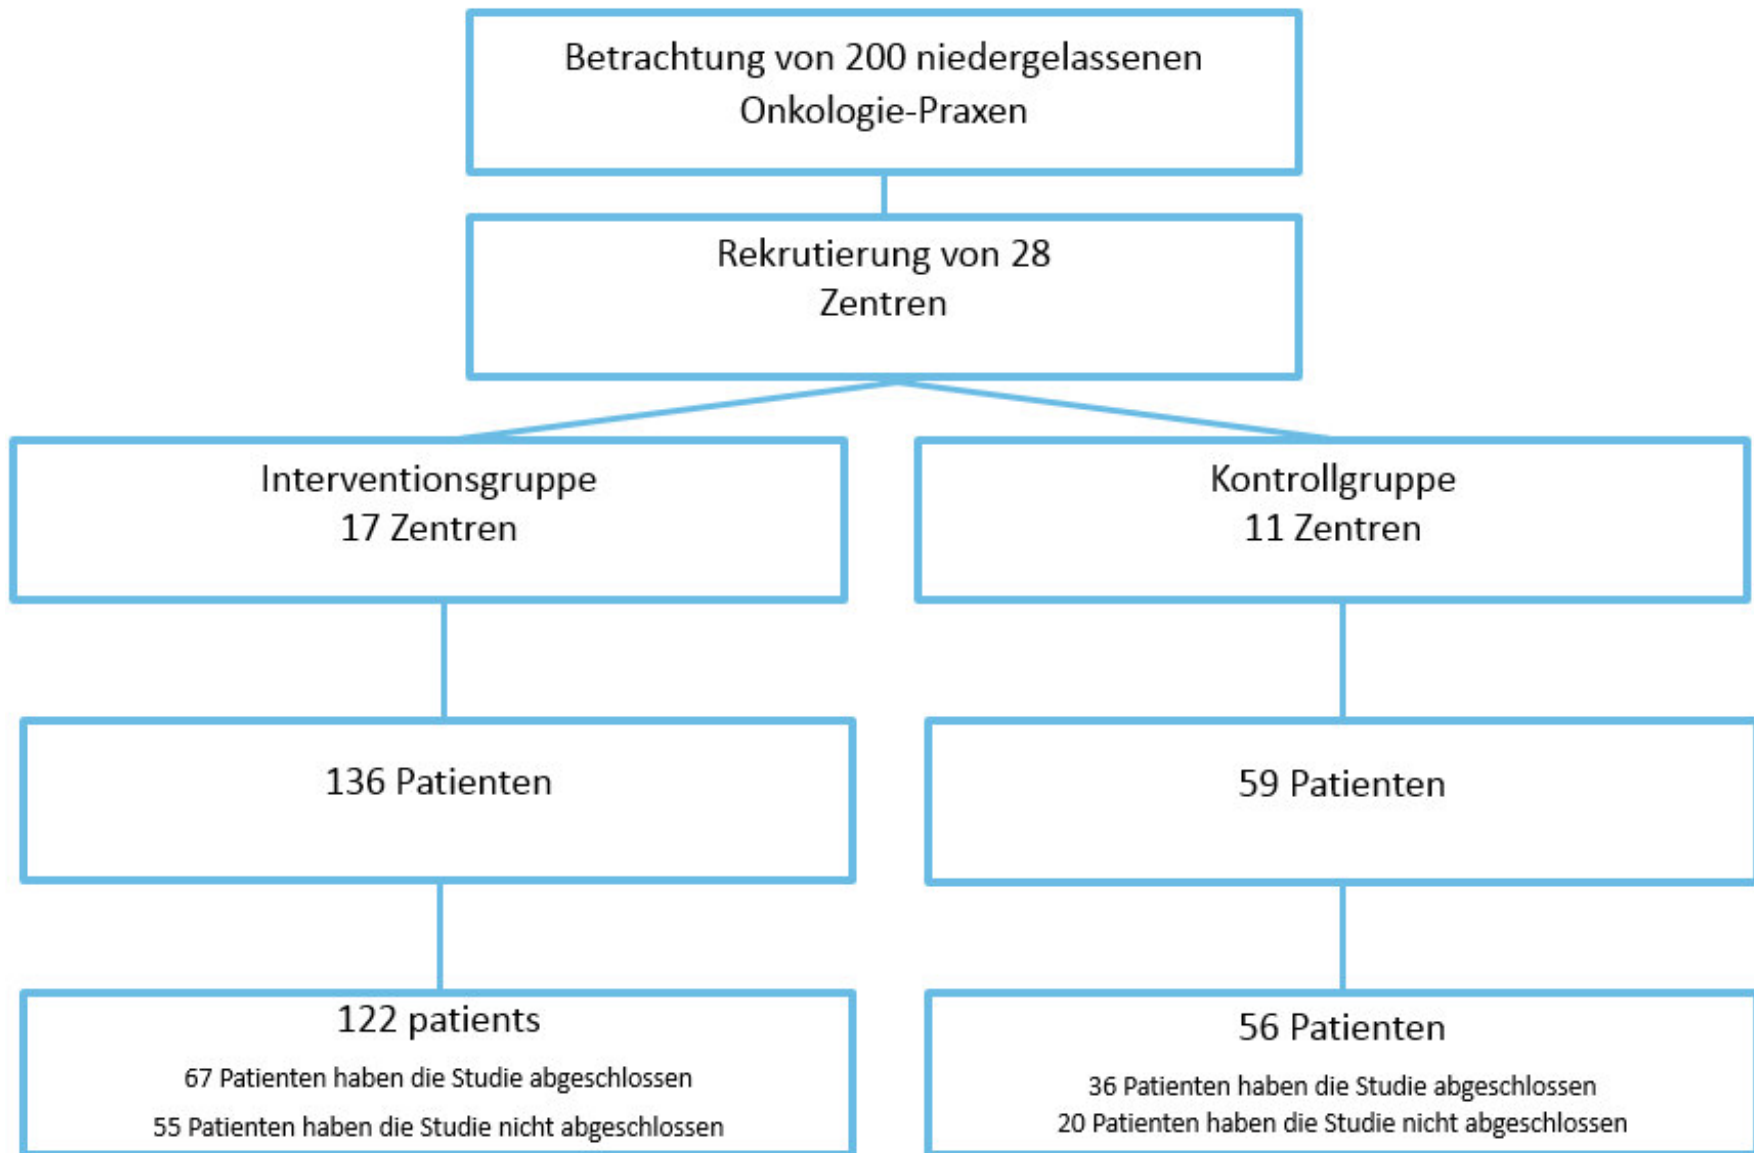 Betrachtung von 200 niedergelassenen
Onkologie-Praxen
Rekrutierung von 28
Zentren
Interventionsgruppe
17 Zentren
Kontrollgruppe
11 Zentren
136 Patienten
59 Patienten
122 patients
67 Patienten haben die Studie abgeschlossen
55 Patienten haben die Studie nicht abgeschlossen
56 Patienten
36 Patienten haben die Studie abgeschlossen
20 Patienten haben die Studie nicht abgeschlossen